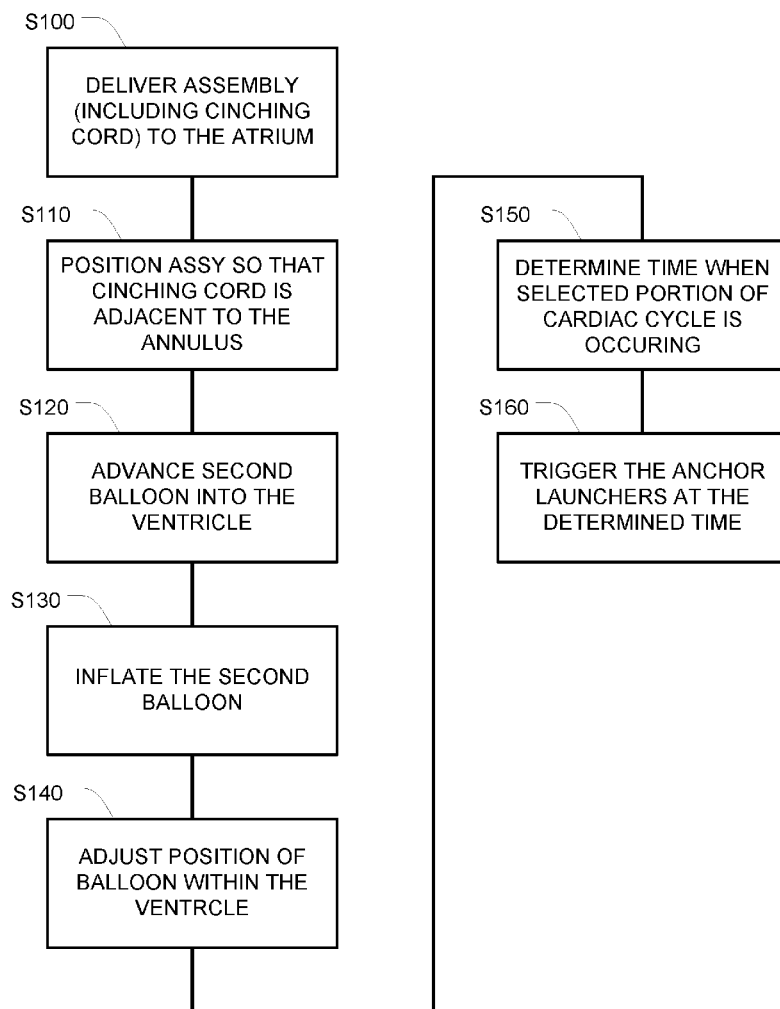 S100
DELIVER ASSEMBLY
(INCLUDING CINCHING
CORD) TO THE ATRIUM
S110
POSITION ASSY SO THAT
CINCHING CORD IS
ADJACENT TO THE
ANNULUS
S120
ADVANCE SECOND
BALLOON INTO THE
VENTRICLE
S130
INFLATE THE SECOND
BALLOON
S140
ADJUST POSITION OF
BALLOON WITHIN THE
VENTRCLE
S150
DETERMINE TIME WHEN
SELECTED PORTION OF
CARDIAC CYCLE IS
OCCURING
S160
TRIGGER THE ANCHOR
LAUNCHERS AT THE
DETERMINED TIME